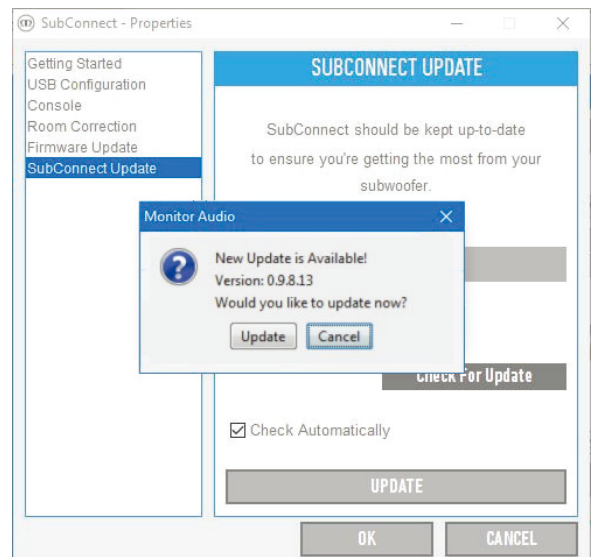 SubConnect - Properties
Getting Started
USB Configuration
Console
Room Correction
Firmware Update
SubConnect Update
SUBCONNECT UPDATE
SubConnect should be kept up-to-date
to ensure you're getting the most from your
subwoofer.
Monitor Audio
New Update is Available!
Version: 0.9.8.13
Would you like to update now?
Update
Cancel
Check For Update
Check Automatically
UPDATE
OK
CANCEL